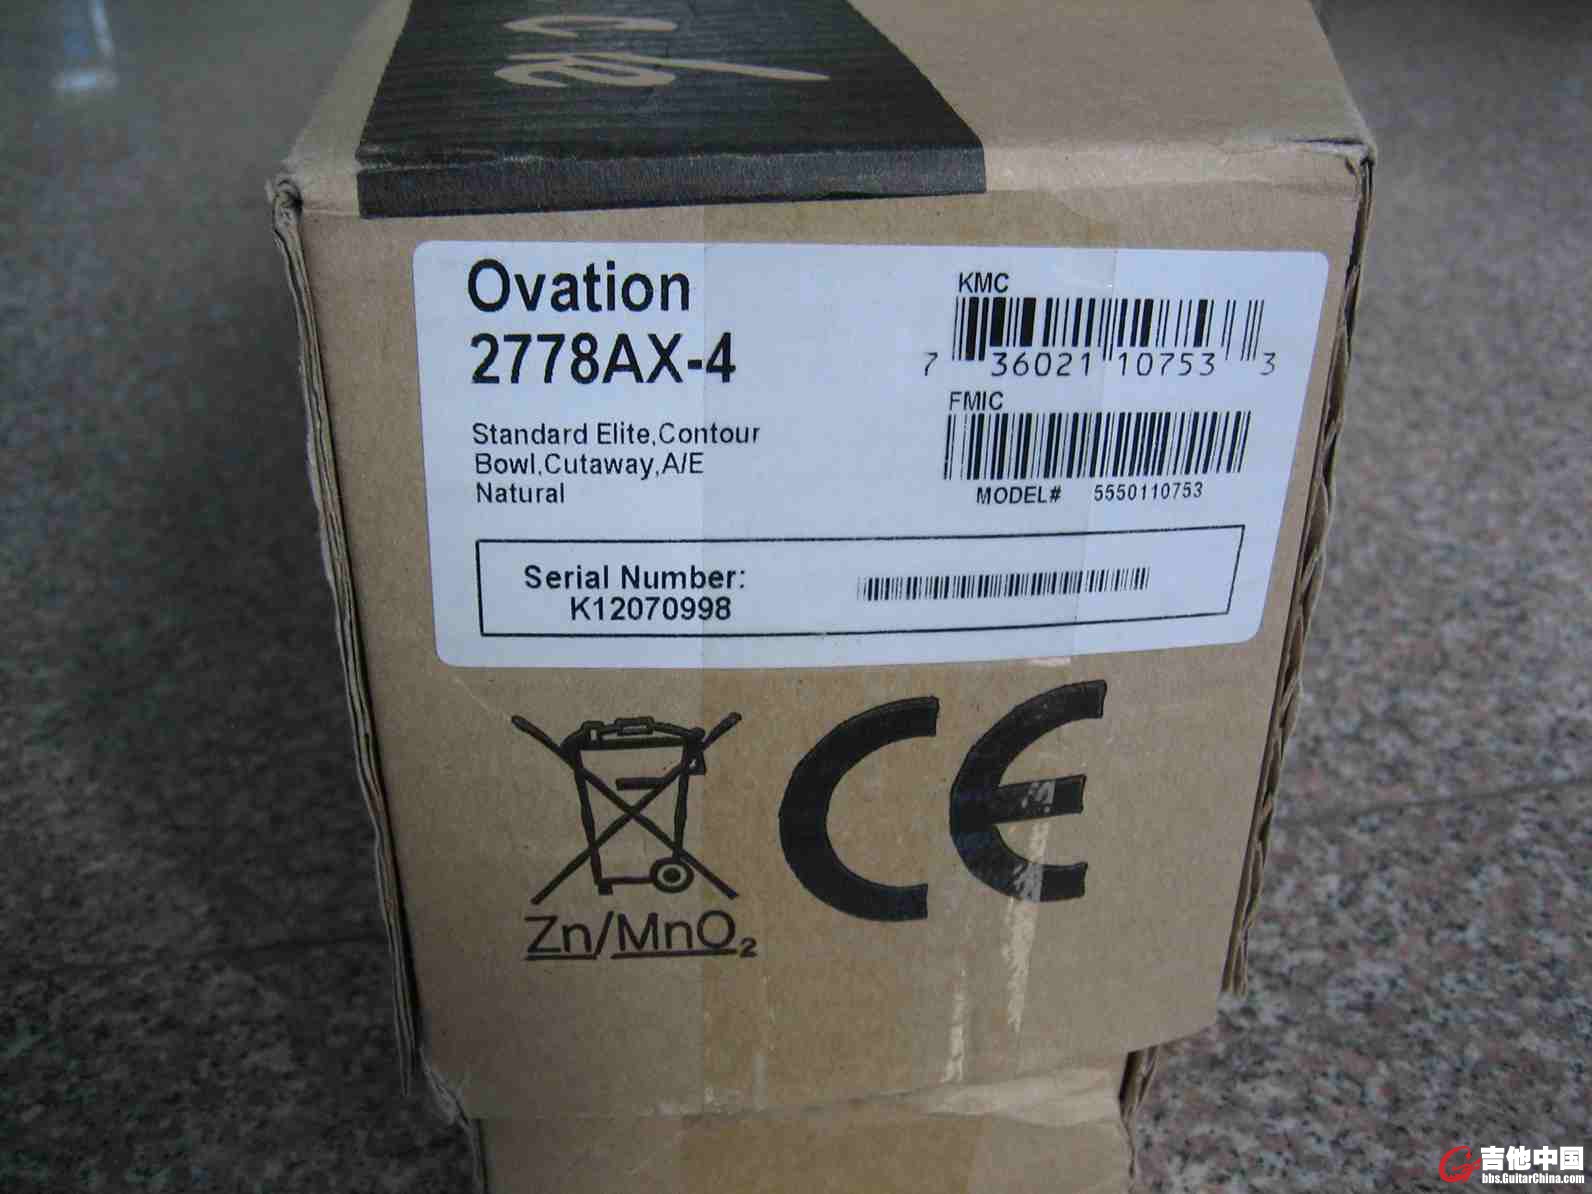 Ovation
2778AX-4
Standard Elite,Contour
Bowl,Cutaway,A/E
Natural
KMC
7 36021 10753 3
FMIC
MODEL# 5550110753
Serial Number:
K12070998
CE
Zn/MnO₂
吉他中国
bbs.GuitarChina.com